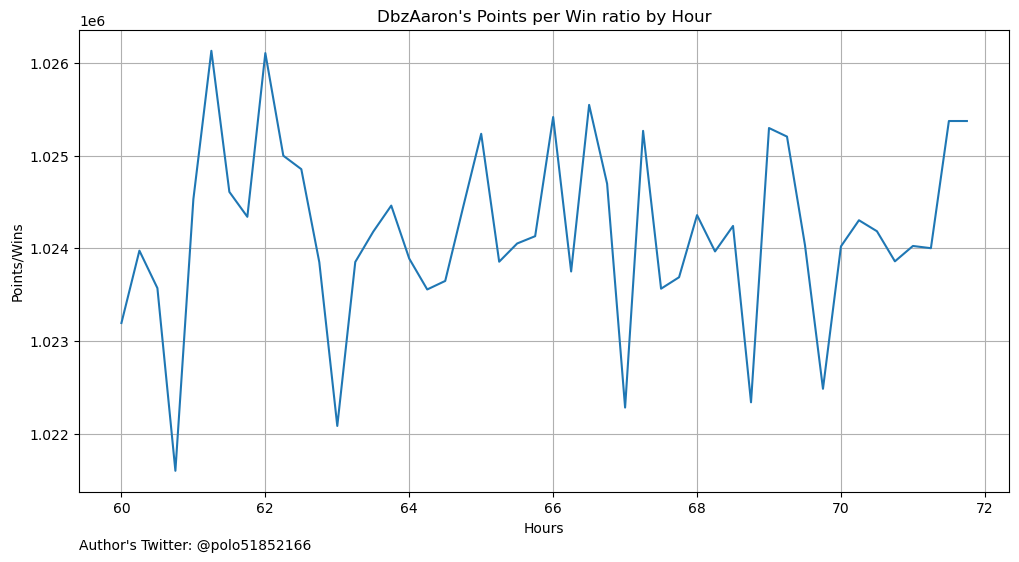 DbzAaron's Points per Win ratio by Hour
1e6
1.026
1.025
1.024
1.023
1.022
Points/Wins
60 62 64 66 68 70 72
Hours
Author's Twitter: @polo51852166